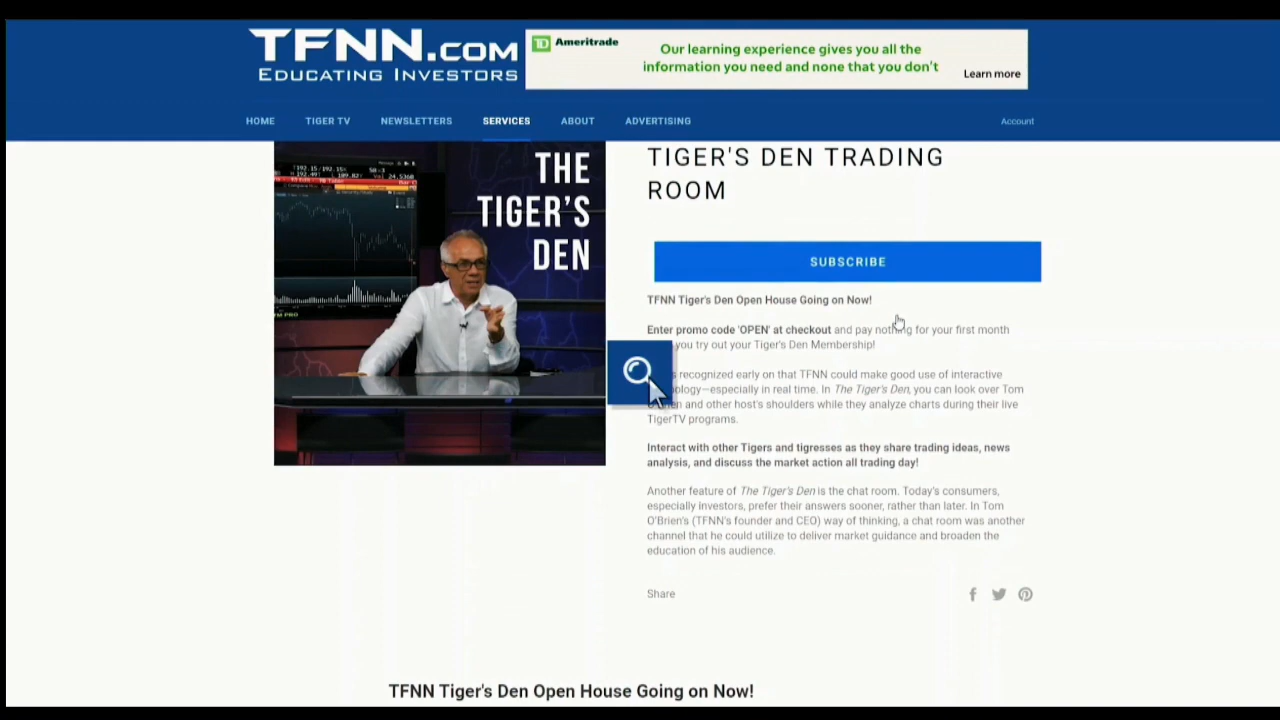 TFNN.COM
EDUCATING INVESTORS
TD Ameritrade
Our learning experience gives you all the
information you need and none that you don't
Learn more
HOME
TIGER TV
NEWSLETTERS
SERVICES
ABOUT
ADVERTISING
Account
192.15/192.15
189.82
24.536
THE
TIGER'S
DEN
TIGER'S DEN TRADING
ROOM
SUBSCRIBE
TFNN Tiger's Den Open House Going on Now!
Enter promo code 'OPEN' at checkout and pay nothing for your first month
you try out your Tiger's Den Membership!
recognized early on that TFNN could make good use of interactive
especially in real time. In The Tiger's Den, you can look over Tom
and other host's shoulders while they analyze charts during their live
TigerTV programs.
Interact with other Tigers and tigresses as they share trading ideas, news
analysis, and discuss the market action all trading day!
Another feature of The Tiger's Den is the chat room. Today's consumers,
especially investors, prefer their answers sooner, rather than later. In Tom
O'Brien's (TFNN's founder and CEO) way of thinking, a chat room was another
channel that he could utilize to deliver market guidance and broaden the
education of his audience.
Share
TFNN Tiger's Den Open House Going on Now!